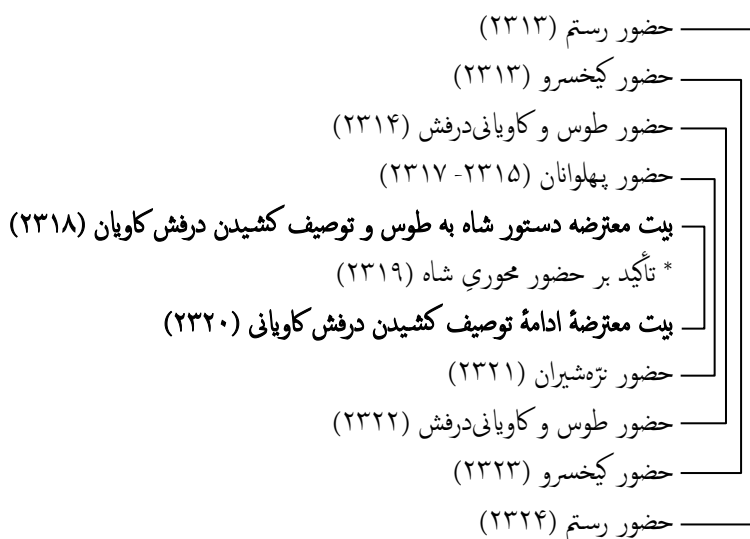 حضور رستم (۲۳۱۳)
حضور کیخسرو (۲۳۱۳)
حضور طوس و کاویانی‌درفش (۲۳۱۴)
حضور پهلوانان (۲۳۱۵- ۲۳۱۷)
بیت معترضه دستور شاه به طوس و توصیف کشیدن درفش کاویان (۲۳۱۸)
* تأکید بر حضور محوریِ شاه (۲۳۱۹)
بیت معترضهٔ ادامهٔ توصیف کشیدن درفش کاویانی (۲۳۲۰)
حضور نرّه‌شیران (۲۳۲۱)
حضور طوس و کاویانی‌درفش (۲۳۲۲)
حضور کیخسرو (۲۳۲۳)
حضور رستم (۲۳۲۴)